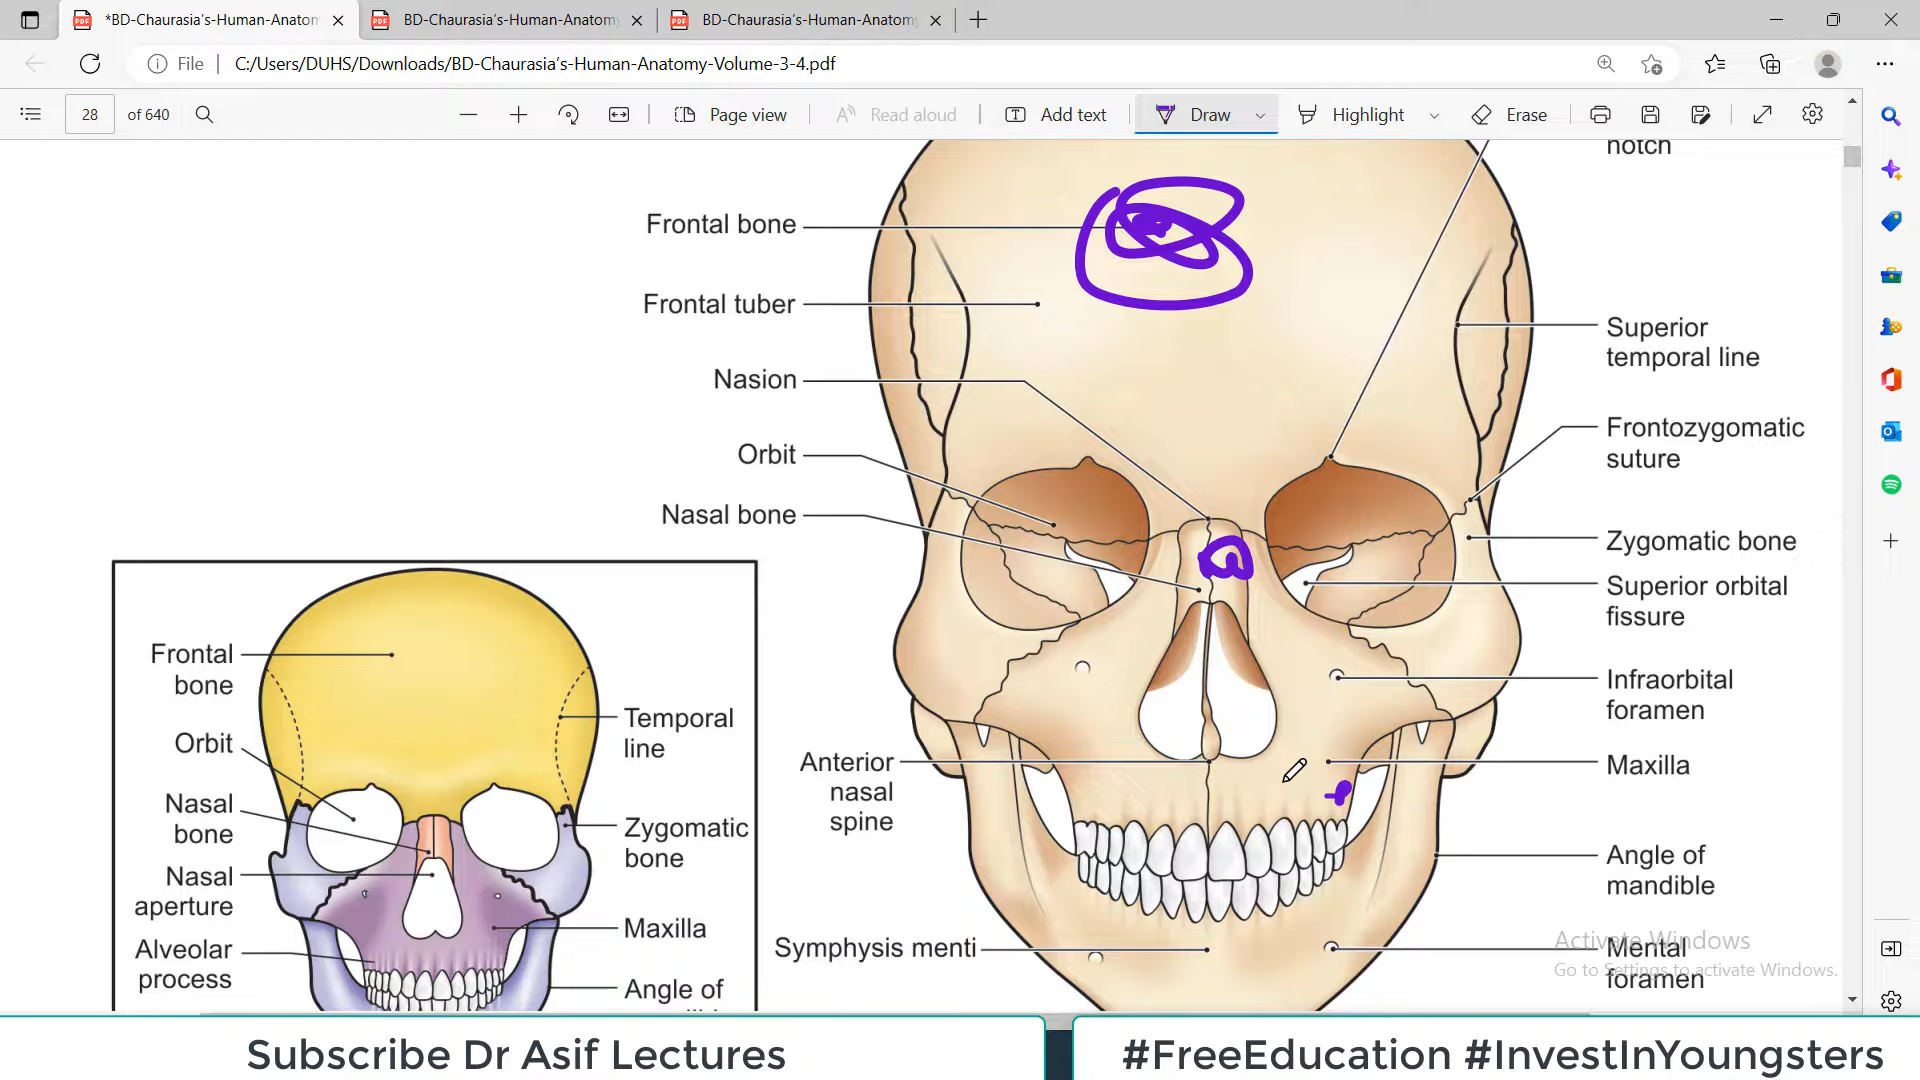 *BD-Chaurasia's-Human-Anatom
BD-Chaurasia's-Human-Anatomy
BD-Chaurasia's-Human-Anatomy
File
C:/Users/DUHS/Downloads/BD-Chaurasia's-Human-Anatomy-Volume-3-4.pdf
28 of 640
Page view
Read aloud
Add text
Draw
Highlight
Erase
notch
Frontal bone
Frontal tuber
Nasion
Orbit
Nasal bone
Anterior
nasal
spine
Symphysis menti
Superior
temporal line
Frontozygomatic
suture
Zygomatic bone
Superior orbital
fissure
Infraorbital
foramen
Maxilla
Angle of
mandible
Mental
foramen
Frontal
bone
Orbit
Nasal
bone
Nasal
aperture
Alveolar
process
Temporal
line
Zygomatic
bone
Maxilla
Angle of
Activate Windows
Go to Settings to activate Windows.
Subscribe Dr Asif Lectures
#FreeEducation #InvestInYoungsters